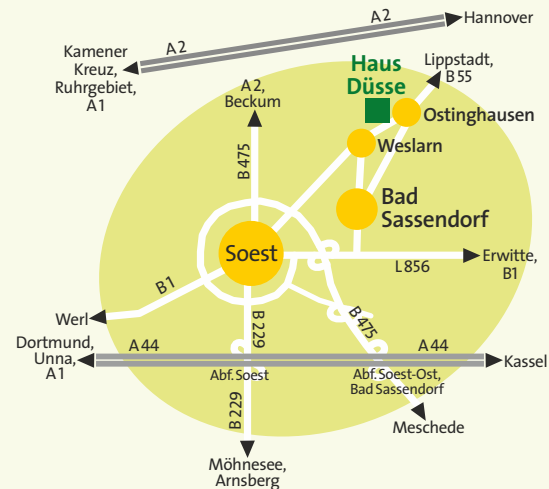 A 2
Hannover
A 2
Kamener
Kreuz,
Ruhrgebiet,
A 1
Haus
Düsse
Lippstadt,
B 55
A 2,
Beckum
Ostinghausen
Weslarn
B 475
Bad
Sassendorf
Soest
Erwitte,
B1
L 856
B 1
Werl
B 229
B 475
Dortmund,
Unna,
A 1
A 44
A 44
Kassel
Abf. Soest
Abf. Soest-Ost,
Bad Sassendorf
B 229
Meschede
Möhnesee,
Arnsberg